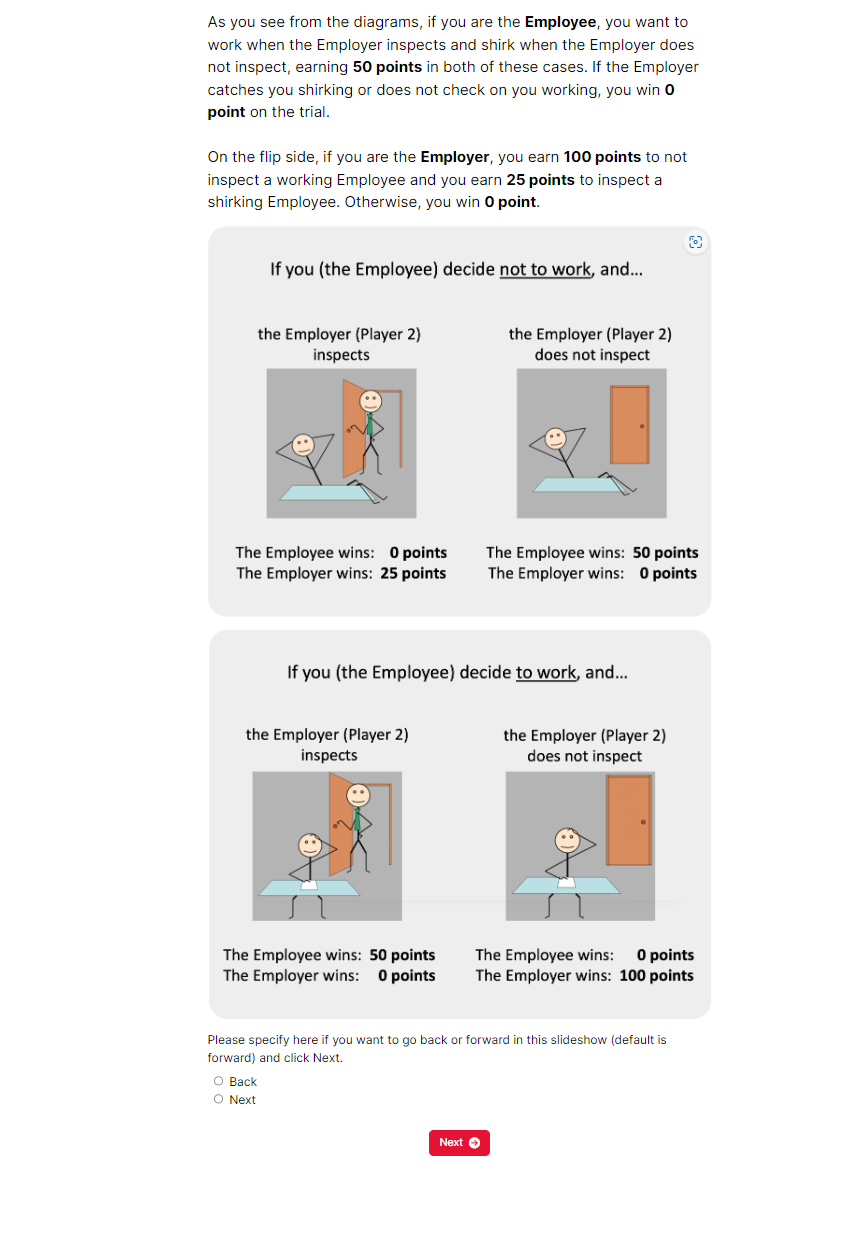 As you see from the diagrams, if you are the Employee, you want to
work when the Employer inspects and shirk when the Employer does
not inspect, earning 50 points in both of these cases. If the Employer
catches you shirking or does not check on you working, you win 0
point on the trial.
On the flip side, if you are the Employer, you earn 100 points to not
inspect a working Employee and you earn 25 points to inspect a
shirking Employee. Otherwise, you win 0 point.
If you (the Employee) decide not to work, and...
the Employer (Player 2)
inspects
the Employer (Player 2)
does not inspect
The Employee wins: 0 points
The Employer wins: 25 points
The Employee wins: 50 points
The Employer wins: 0 points
If you (the Employee) decide to work, and...
the Employer (Player 2)
inspects
the Employer (Player 2)
does not inspect
The Employee wins: 50 points
The Employer wins: 0 points
The Employee wins: 0 points
The Employer wins: 100 points
Please specify here if you want to go back or forward in this slideshow (default is
forward) and click Next.
Back
Next
Next